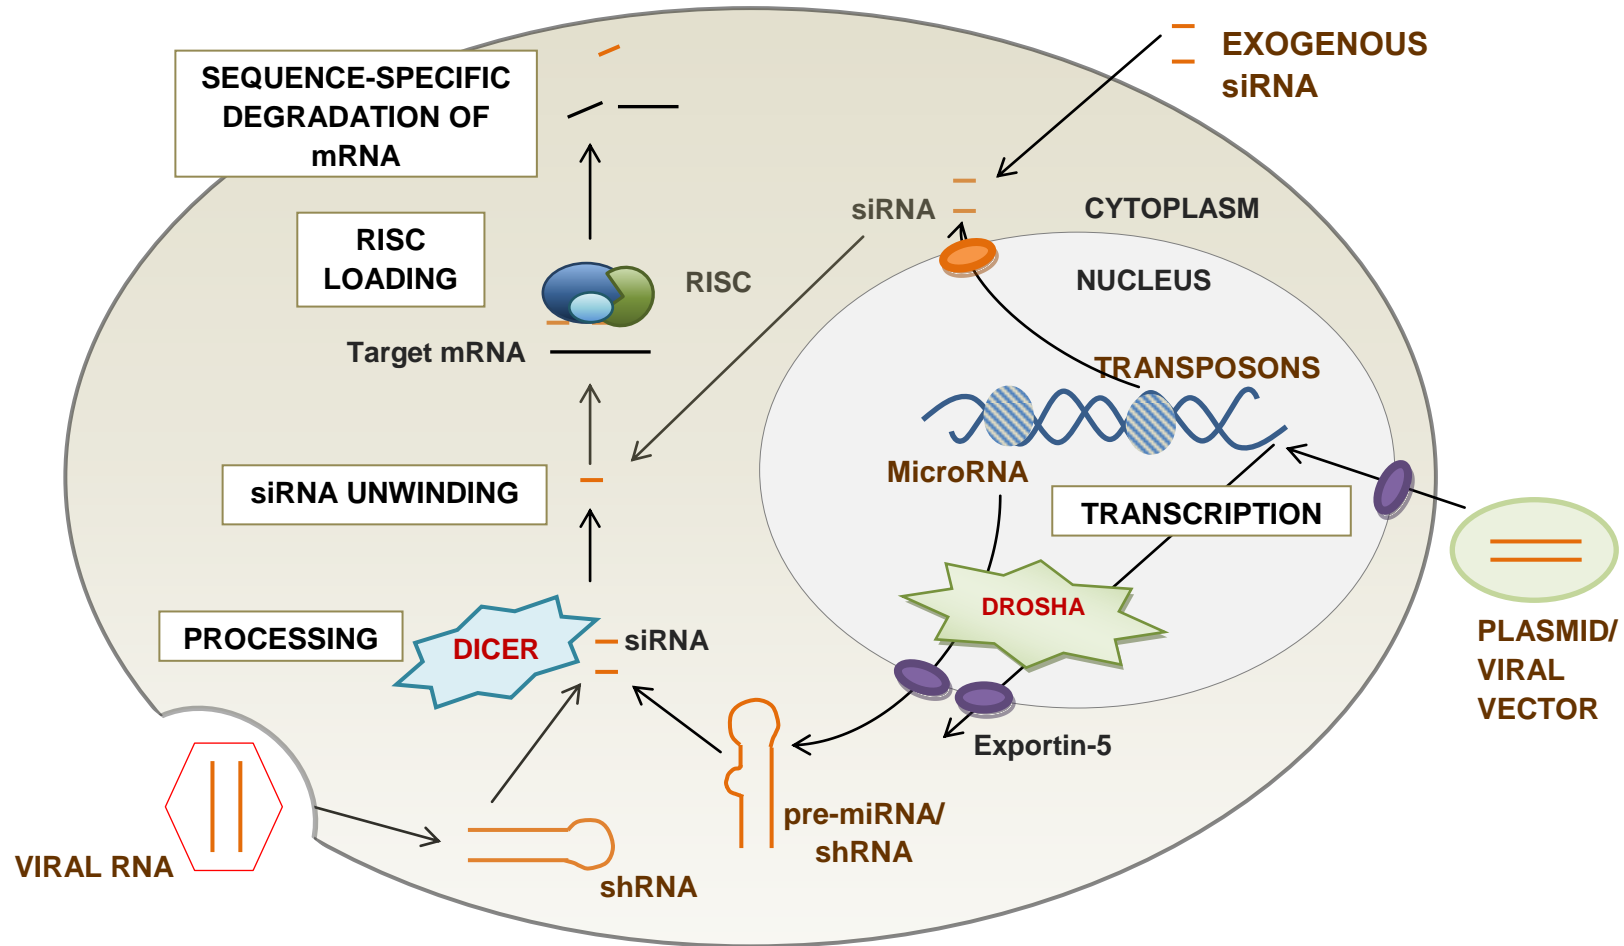 EXOGENOUS
siRNA
SEQUENCE-SPECIFIC
DEGRADATION OF
mRNA
siRNA
CYTOPLASM
RISC
LOADING
RISC
NUCLEUS
Target mRNA
TRANSPOSONS
MicroRNA
siRNA UNWINDING
TRANSCRIPTION
DROSHA
PROCESSING
DICER
siRNA
PLASMID/
VIRAL
VECTOR
Exportin-5
pre-miRNA/
shRNA
VIRAL RNA
shRNA